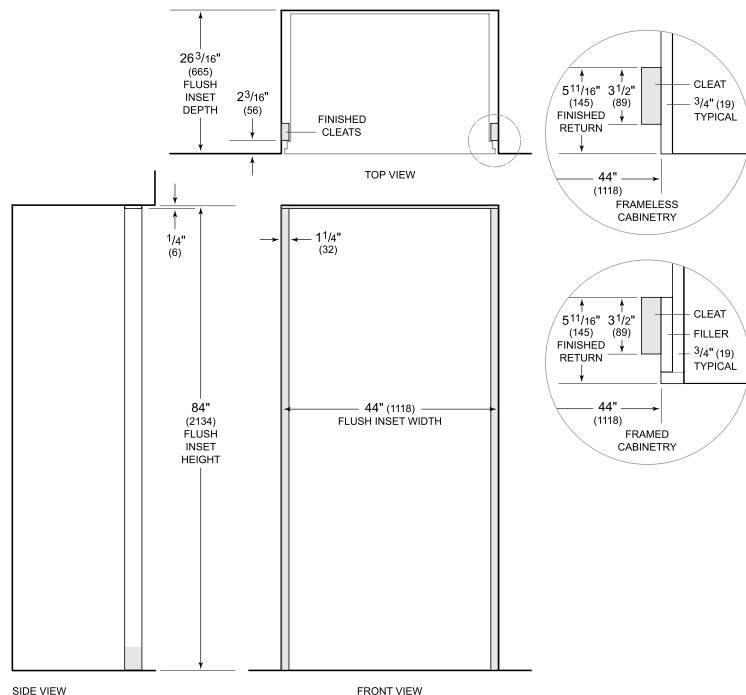 26 3/16"
(665)
FLUSH
INSET
DEPTH
2 3/16"
(56)
FINISHED
CLEATS
TOP VIEW
5 11/16"
(145)
FINISHED
RETURN
3 1/2"
(89)
CLEAT
3/4" (19)
TYPICAL
44"
(1118)
FRAMELESS
CABINETRY
1/4"
(6)
1 1/4"
(32)
84"
(2134)
FLUSH
INSET
HEIGHT
44" (1118)
FLUSH INSET WIDTH
5 11/16"
(145)
FINISHED
RETURN
3 1/2"
(89)
CLEAT
FILLER
3/4" (19)
TYPICAL
44"
(1118)
FRAMED
CABINETRY
SIDE VIEW
FRONT VIEW